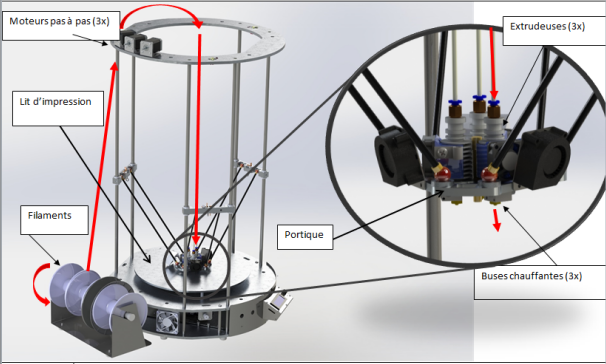 Moteurs pas à pas (3x)
Extrudeuses (3x)
Lit d'impression
Filaments
Portique
Buses chauffantes (3x)